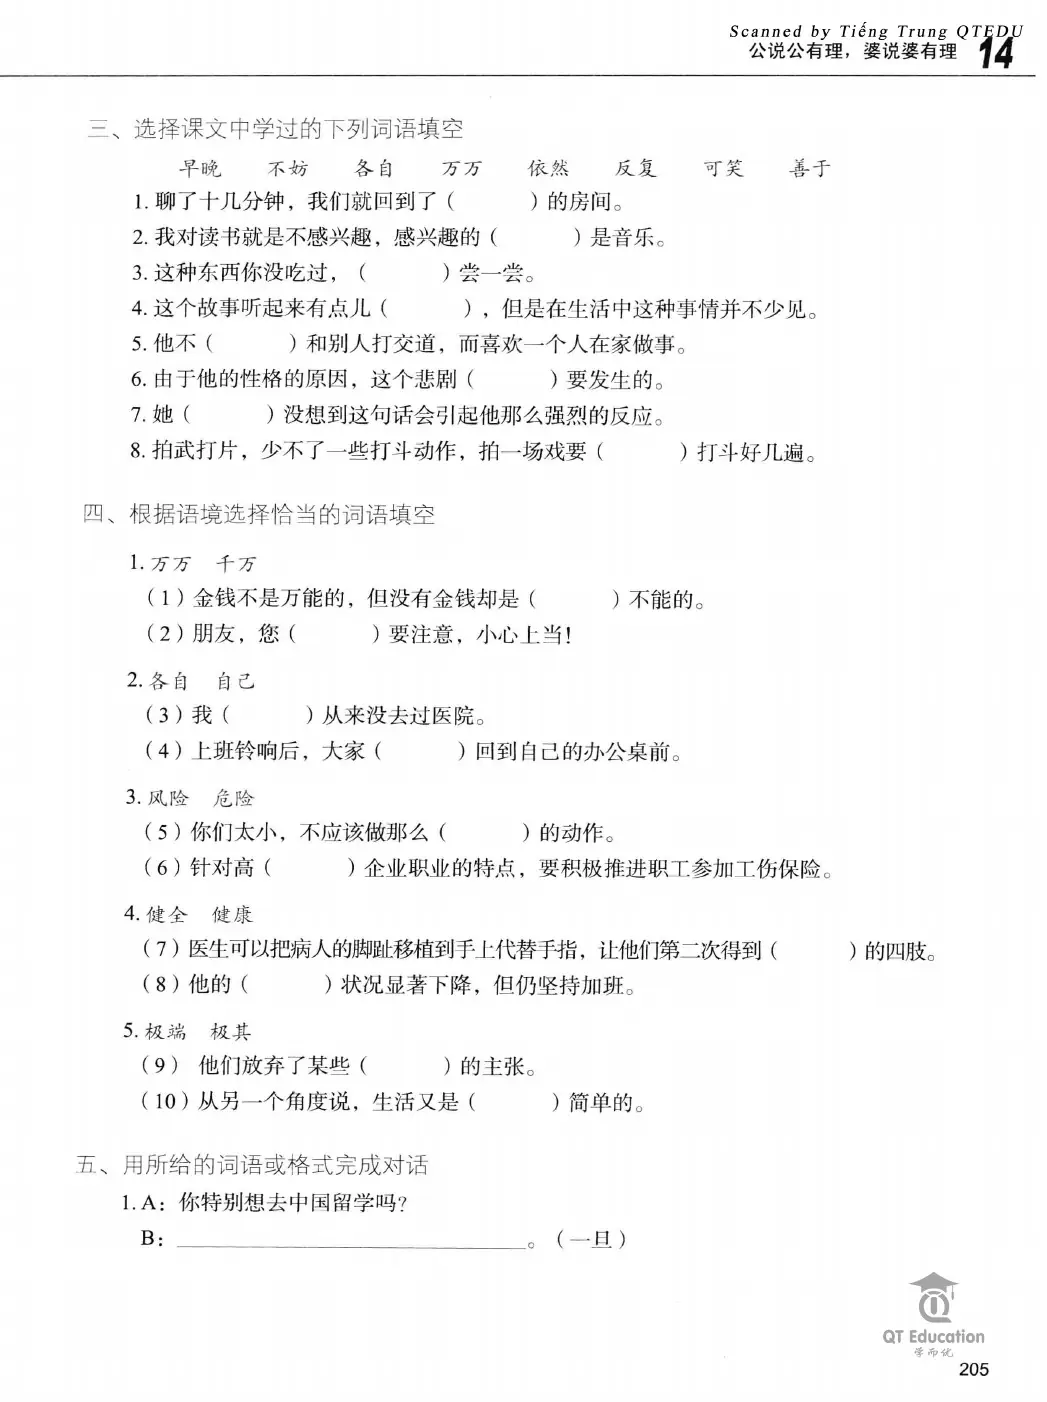 Scanned by Tiếng Trung QTEDU
公说公有理，婆说婆有理 14
三、选择课文中学过的下列词语填空
早晚 不妨 各自 万万 依然 反复 可笑 善于
1. 聊了十几分钟，我们就回到了（ ）的房间。
2. 我对读书就是不感兴趣，感兴趣的（ ）是音乐。
3. 这种东西你没吃过，（ ）尝一尝。
4. 这个故事听起来有点儿（ ），但是在生活中这种事情并不少见。
5. 他不（ ）和别人打交道，而喜欢一个人在家做事。
6. 由于他的性格的原因，这个悲剧（ ）要发生的。
7. 她（ ）没想到这句话会引起他那么强烈的反应。
8. 拍武打片，少不了一些打斗动作，拍一场戏要（ ）打斗好几遍。
四、根据语境选择恰当的词语填空
1. 万万 千万
（1）金钱不是万能的，但没有金钱却是（ ）不能的。
（2）朋友，您（ ）要注意，小心上当！
2. 各自 自己
（3）我（ ）从来没去过医院。
（4）上班铃响后，大家（ ）回到自己的办公桌前。
3. 风险 危险
（5）你们太小，不应该做那么（ ）的动作。
（6）针对高（ ）企业职业的特点，要积极推进职工参加工伤保险。
4. 健全 健康
（7）医生可以把病人的脚趾移植到手上代替手指，让他们第二次得到（ ）的四肢。
（8）他的（ ）状况显著下降，但仍坚持加班。
5. 极端 极其
（9） 他们放弃了某些（ ）的主张。
（10）从另一个角度说，生活又是（ ）简单的。
五、用所给的词语或格式完成对话
1. A：你特别想去中国留学吗？
B：______________________________。（一旦）
QT Education
学而优
205